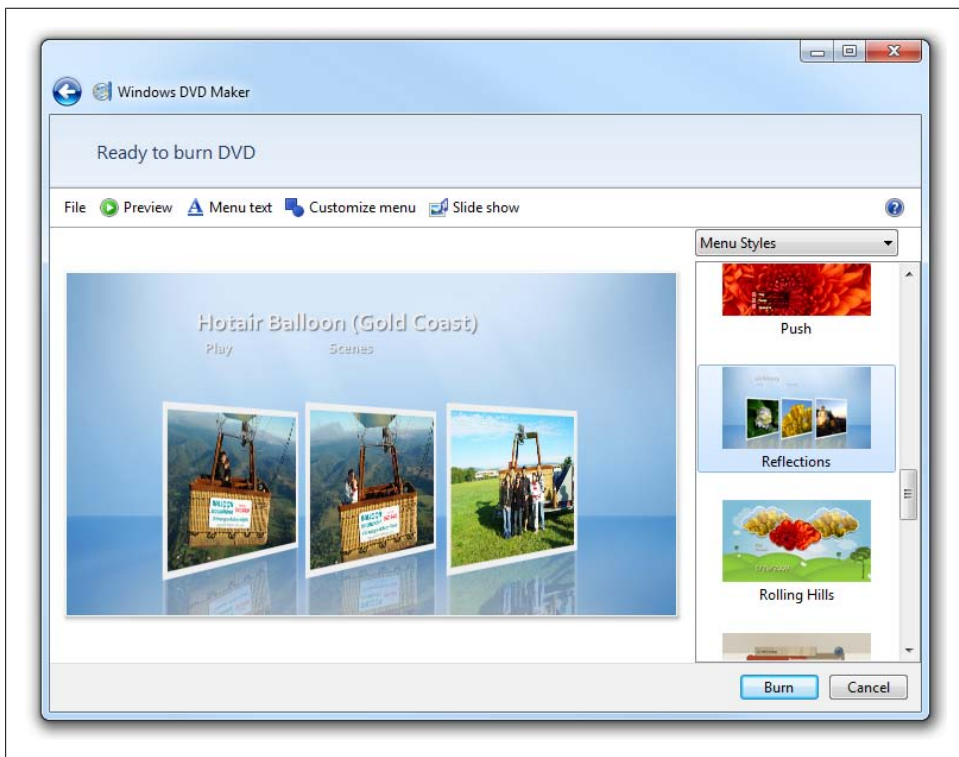 Windows DVD Maker
Ready to burn DVD
File Preview Menu text Customize menu Slide show
Menu Styles
Hotair Balloon (Gold Coast)
Play Scenes
BALLOON
Push
Reflections
Rolling Hills
Burn Cancel